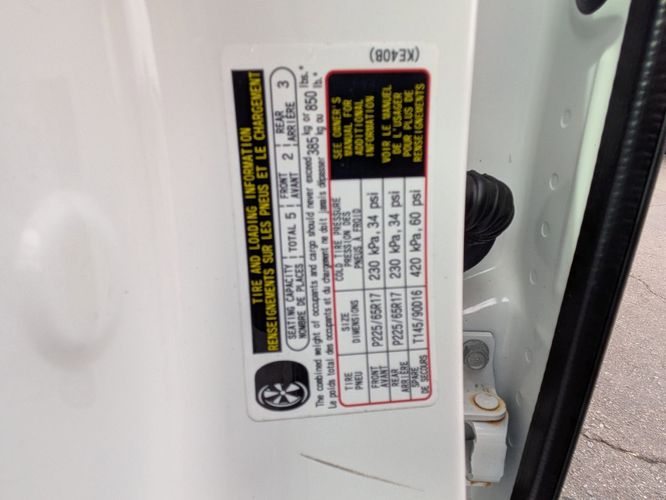 TIRE AND LOADING INFORMATION
RENSEIGNEMENTS SUR LES PNEUS ET LE CHARGEMENT
SEATING CAPACITY
NOMBRE DE PLACES
TOTAL 5
FRONT
AVANT
2
REAR
ARRIÈRE
3
The combined weight of occupants and cargo should never exceed
Le poids total des occupants et du chargement ne doit jamais dépasser
385 kg or 850 lbs.*
kg ou lb.*
TIRE
PNEU
SIZE
DIMENSIONS
COLD TIRE PRESSURE
PRESSION DES
PNEUS À FROID
FRONT
AVANT
P225/65R17
230 kPa, 34 psi
REAR
ARRIÈRE
P225/65R17
230 kPa, 34 psi
SPARE
DE SECOURS
T145/90D16
420 kPa, 60 psi
SEE OWNER'S
MANUAL FOR
ADDITIONAL
INFORMATION
VOIR LE MANUEL
DE L'USAGER
POUR PLUS DE
RENSEIGNEMENTS
(KE40B)